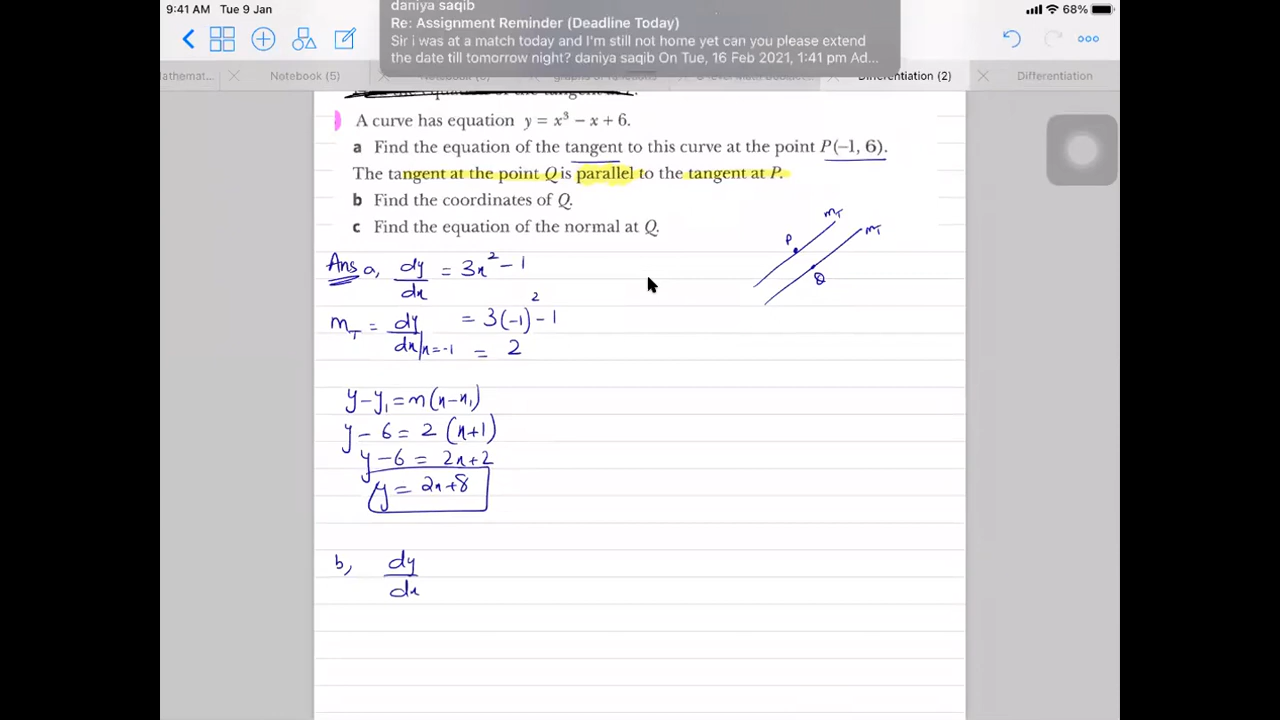 9:41 AM Tue 9 Jan
68%
daniya saqib
Re: Assignment Reminder (Deadline Today)
Sir i was at a match today and I'm still not home yet can you please extend
the date till tomorrow night? daniya saqib On Tue, 16 Feb 2021, 1:41 pm Ad...
athemat...
Notebook (5)
Differentiation (2)
Differentiation
A curve has equation y = x³ − x + 6.
a Find the equation of the tangent to this curve at the point P(−1, 6).
The tangent at the point Q is parallel to the tangent at P.
b Find the coordinates of Q.
c Find the equation of the normal at Q.
P
m_T
m_T
Q
Ans a, dy/dx = 3x² − 1
m_T = dy/dx|x=-1 = 3(-1)² − 1
= 2
y − y₁ = m(x − x₁)
y − 6 = 2 (x+1)
y − 6 = 2x+2
y = 2x+8
b, dy/dx